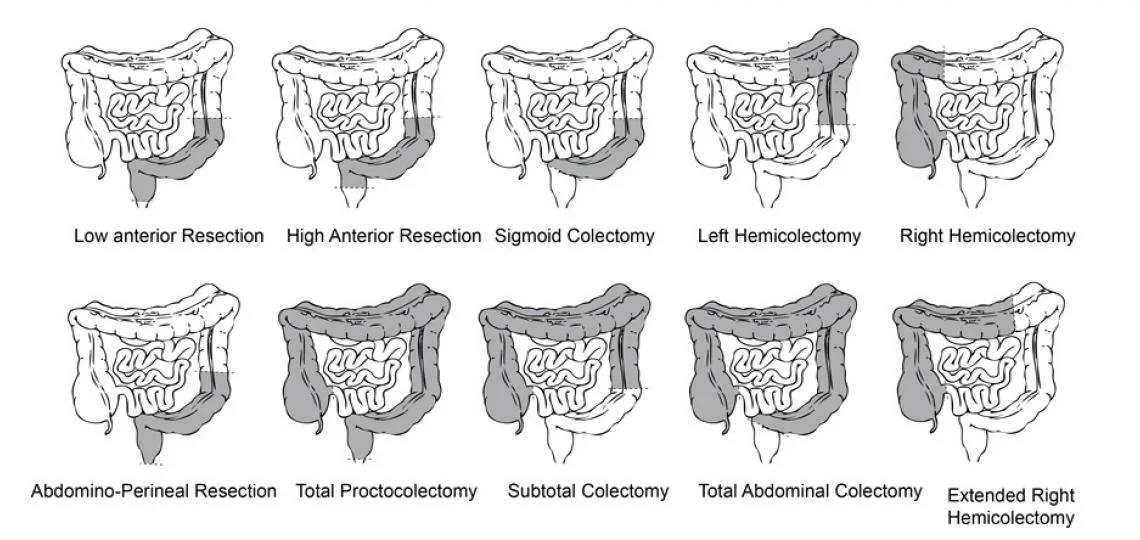 Low anterior Resection
High Anterior Resection
Sigmoid Colectomy
Left Hemicolectomy
Right Hemicolectomy
Abdomino-Perineal Resection
Total Proctocolectomy
Subtotal Colectomy
Total Abdominal Colectomy
Extended Right
Hemicolectomy